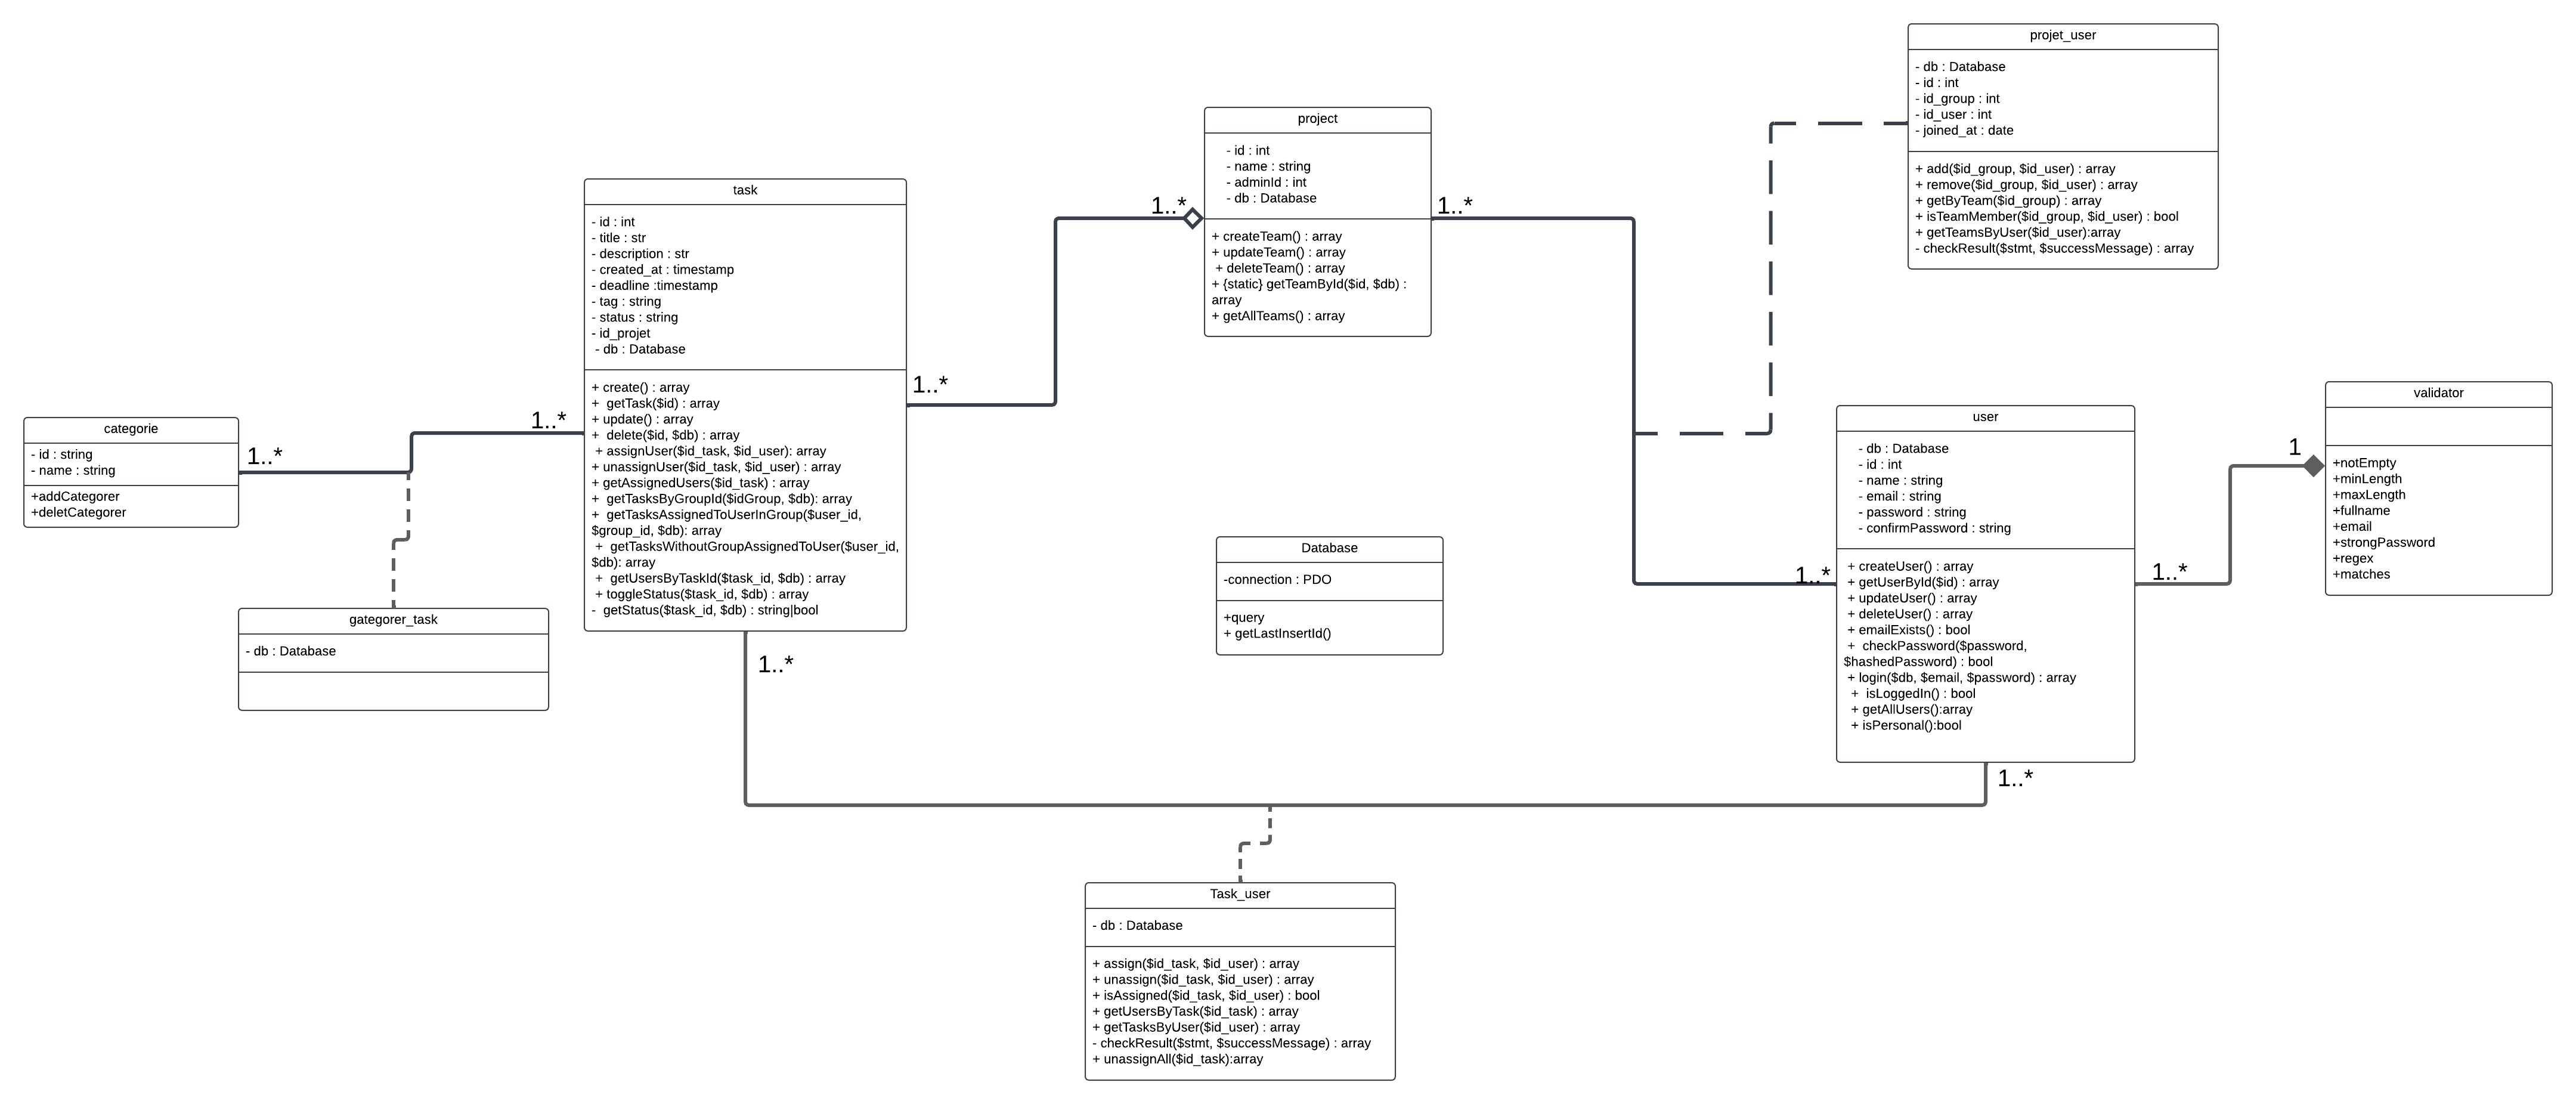 projet_user
- db : Database
- id : int
- id_group : int
- id_user : int
- joined_at : date
+ add($id_group, $id_user) : array
+ remove($id_group, $id_user) : array
+ getByTeam($id_group) : array
+ isTeamMember($id_group, $id_user) : bool
+ getTeamsByUser($id_user):array
- checkResult($stmt, $successMessage) : array
project
- id : int
- name : string
- adminId : int
- db : Database
+ createTeam() : array
+ updateTeam() : array
+ deleteTeam() : array
+ {static} getTeamById($id, $db) :
array
+ getAllTeams() : array
1..*
1..*
task
- id : int
- title : str
- description : str
- created_at : timestamp
- deadline :timestamp
- tag : string
- status : string
- id_projet
- db : Database
+ create() : array
+ getTask($id) : array
+ update() : array
+ delete($id, $db) : array
+ assignUser($id_task, $id_user): array
+ unassignUser($id_task, $id_user) : array
+ getAssignedUsers($id_task) : array
+ getTasksByGroupId($idGroup, $db): array
+ getTasksAssignedToUserInGroup($user_id,
$group_id, $db): array
+ getTasksWithoutGroupAssignedToUser($user_id,
$db): array
+ getUsersByTaskId($task_id, $db) : array
+ toggleStatus($task_id, $db) : array
- getStatus($task_id, $db) : string|bool
1..*
1..*
1..*
categorie
- id : string
- name : string
+addCategorer
+deletCategorer
1..*
gategorer_task
- db : Database
Database
-connection : PDO
+query
+ getLastInsertId()
user
- db : Database
- id : int
- name : string
- email : string
- password : string
- confirmPassword : string
+ createUser() : array
+ getUserById($id) : array
+ updateUser() : array
+ deleteUser() : array
+ emailExists() : bool
+ checkPassword($password,
$hashedPassword) : bool
+ login($db, $email, $password) : array
+ isLoggedIn() : bool
+ getAllUsers():array
+ isPersonal():bool
1..*
1..*
1..*
validator
+notEmpty
+minLength
+maxLength
+fullname
+email
+strongPassword
+regex
+matches
1
Task_user
- db : Database
+ assign($id_task, $id_user) : array
+ unassign($id_task, $id_user) : array
+ isAssigned($id_task, $id_user) : bool
+ getUsersByTask($id_task) : array
+ getTasksByUser($id_user) : array
- checkResult($stmt, $successMessage) : array
+ unassignAll($id_task):array